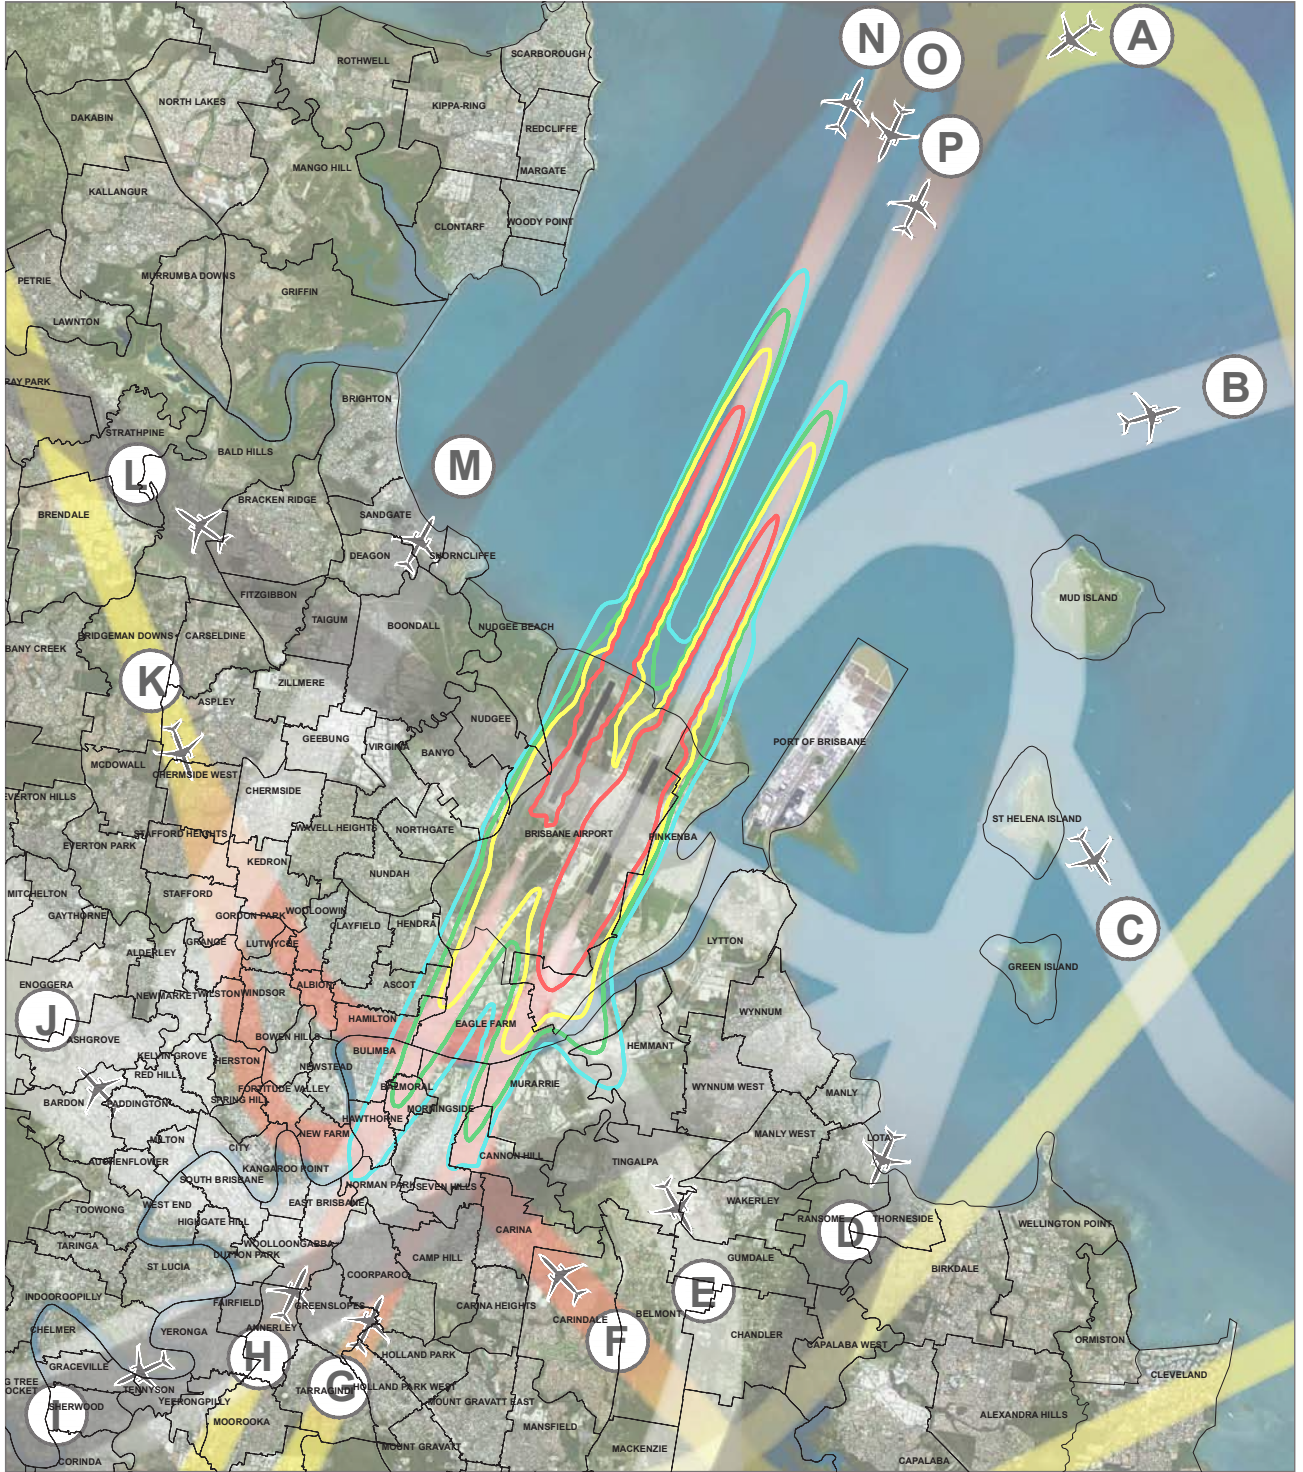 N
A
O
SCARBOROUGH
ROTHWELL
NORTH LAKES
KIPPA-RING
DAKABIN
REDCLIFFE
P
MANGO HILL
MARGATE
KALLANGUR
WOODY POINT
CLONTARF
MURRUMBA DOWNS
PETRIE
GRIFFIN
LAWNTON
RAY PARK
B
BRIGHTON
STRATHPINE
BALD HILLS
L
M
BRACKEN RIDGE
BRENDALE
SANDGATE
DEAGON
SHORNCLIFFE
FITZGIBBON
MUD ISLAND
TAIGUM
BOONDALL
NUDGEE BEACH
BRIDGEMAN DOWNS
CARSELDINE
BANY CREEK
K
ZILLMERE
ASPLEY
NUDGEE
GEEBUNG
VIRGINIA
BANYO
PORT OF BRISBANE
MCDOWALL
CHERMSIDE WEST
CHERMSIDE
EVERTON HILLS
ST HELENA ISLAND
WAVELL HEIGHTS
NORTHGATE
STAFFORD HEIGHTS
BRISBANE AIRPORT
PINKENBA
EVERTON PARK
KEDRON
NUNDAH
MITCHELTON
STAFFORD
GAYTHORNE
GORDON PARK
WOOLOOWIN
CLAYFIELD
HENDRA
C
GRANGE
LUTWYCHE
LYTTON
ALDERLEY
GREEN ISLAND
ENOGGERA
ALBION
ASCOT
NEWMARKET
WILSTON
WINDSOR
J
WYNNUM
HAMILTON
EAGLE FARM
ASHGROVE
BOWEN HILLS
BULIMBA
HEMMANT
KELVIN GROVE
HERSTON
NEWSTEAD
RED HILL
FORTITUDE VALLEY
BALMORAL
MURARRIE
WYNNUM WEST
MANLY
BARDON
PADDINGTON
SPRING HILL
MORNINGSIDE
HAWTHORNE
MILTON
NEW FARM
MANLY WEST
LOTA
CITY
AUCHENFLOWER
CANNON HILL
TINGALPA
KANGAROO POINT
SOUTH BRISBANE
NORMAN PARK
SEVEN HILLS
WEST END
EAST BRISBANE
WAKERLEY
TOOWONG
HIGHGATE HILL
RANSOME
D
THORNESIDE
WELLINGTON POINT
CARINA
TARINGA
WOOLLOONGABBA
DUTTON PARK
CAMP HILL
GUMDALE
ST LUCIA
COORPAROO
BIRKDALE
INDOOROOPILLY
FAIRFIELD
GREENSLOPES
CARINA HEIGHTS
E
BELMONT
CARINDALE
CHELMER
YERONGA
ANNERLEY
CHANDLER
F
ORMISTON
CAPALABA WEST
H
HOLLAND PARK
GRACEVILLE
CLEVELAND
G TREE
OCKET
TENNYSON
TARRAGINDI
G
HOLLAND PARK WEST
YEERONGPILLY
MOUNT GRAVATT EAST
I
SHERWOOD
MOOROOKA
MANSFIELD
ALEXANDRA HILLS
MOUNT GRAVATT
MACKENZIE
CORINDA
CAPALABA